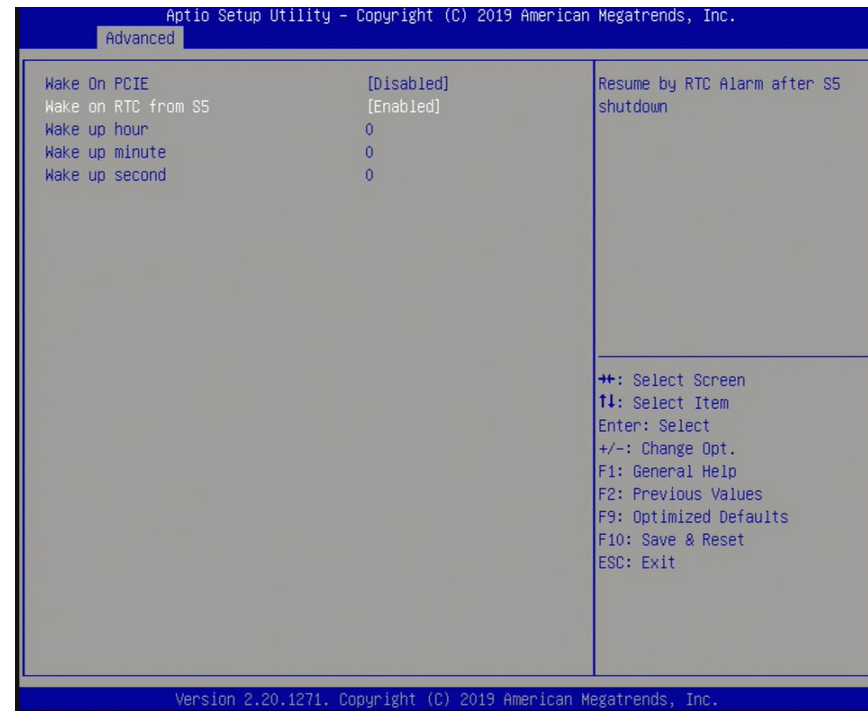 Aptio Setup Utility – Copyright (C) 2019 American Megatrends, Inc.
Advanced
Wake On PCIE [Disabled]
Wake on RTC from S5 [Enabled]
Wake up hour 0
Wake up minute 0
Wake up second 0
Resume by RTC Alarm after S5
shutdown
→←: Select Screen
↑↓: Select Item
Enter: Select
+/-: Change Opt.
F1: General Help
F2: Previous Values
F9: Optimized Defaults
F10: Save & Reset
ESC: Exit
Version 2.20.1271. Copyright (C) 2019 American Megatrends, Inc.